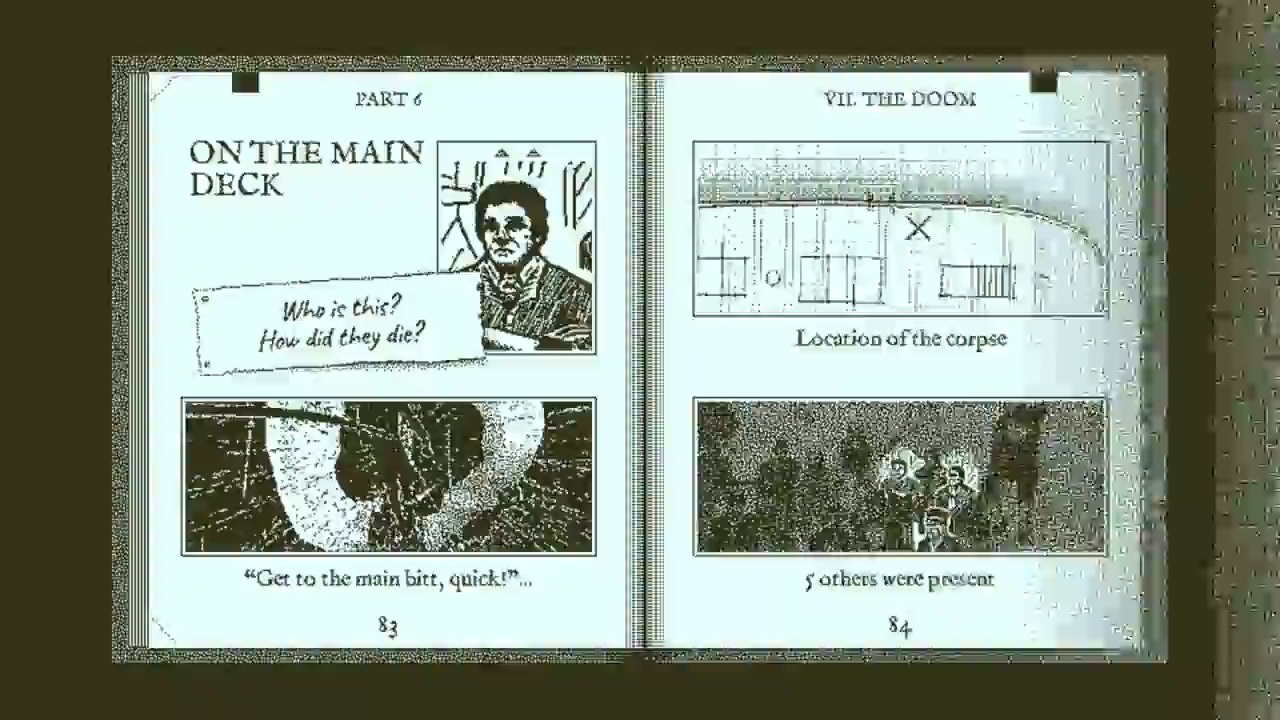 PART 6
ON THE MAIN
DECK
Who is this?
How did they die?
"Get to the main bitt, quick!"...
83
VII. THE DOOM
Location of the corpse
5 others were present
84